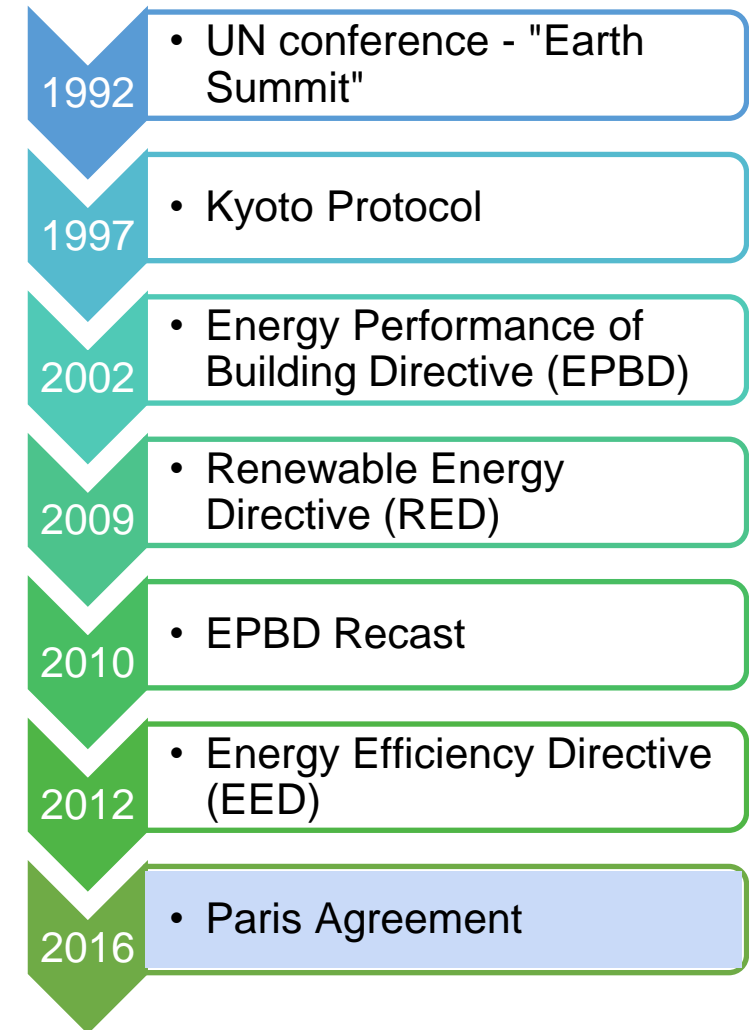 1992
• UN conference - "Earth
Summit"
1997
• Kyoto Protocol
2002
• Energy Performance of
Building Directive (EPBD)
2009
• Renewable Energy
Directive (RED)
2010
• EPBD Recast
2012
• Energy Efficiency Directive
(EED)
2016
• Paris Agreement